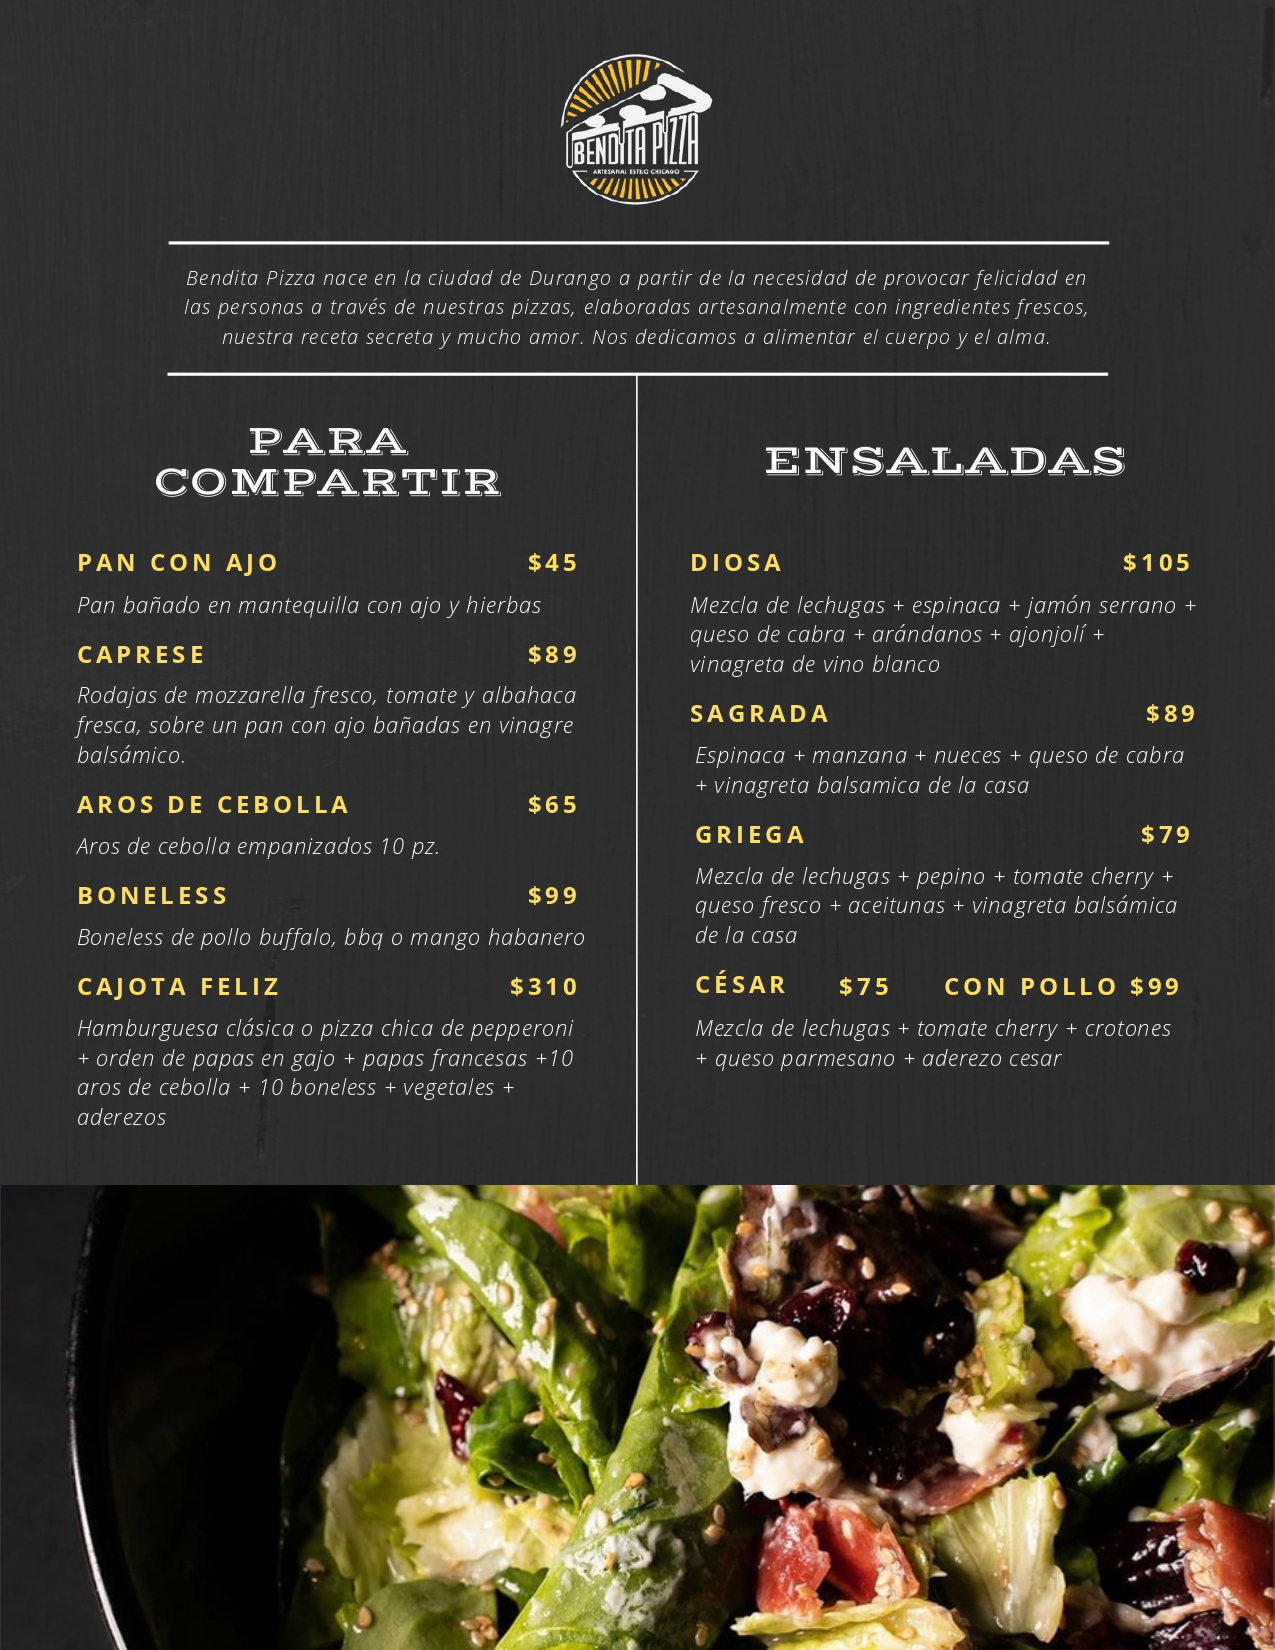 BENDITA PIZZA
ARTESANAL ESTILO CHICAGO
Bendita Pizza nace en la ciudad de Durango a partir de la necesidad de provocar felicidad en
las personas a través de nuestras pizzas, elaboradas artesanalmente con ingredientes frescos,
nuestra receta secreta y mucho amor. Nos dedicamos a alimentar el cuerpo y el alma.
PARA
COMPARTIR
PAN CON AJO $45
Pan bañado en mantequilla con ajo y hierbas
CAPRESE $89
Rodajas de mozzarella fresco, tomate y albahaca
fresca, sobre un pan con ajo bañadas en vinagre
balsámico.
AROS DE CEBOLLA $65
Aros de cebolla empanizados 10 pz.
BONELESS $99
Boneless de pollo buffalo, bbq o mango habanero
CAJOTA FELIZ $310
Hamburguesa clásica o pizza chica de pepperoni
+ orden de papas en gajo + papas francesas +10
aros de cebolla + 10 boneless + vegetales +
aderezos
ENSALADAS
DIOSA $105
Mezcla de lechugas + espinaca + jamón serrano +
queso de cabra + arándanos + ajonjolí +
vinagreta de vino blanco
SAGRADA $89
Espinaca + manzana + nueces + queso de cabra
+ vinagreta balsamica de la casa
GRIEGA $79
Mezcla de lechugas + pepino + tomate cherry +
queso fresco + aceitunas + vinagreta balsámica
de la casa
CÉSAR $75 CON POLLO $99
Mezcla de lechugas + tomate cherry + crotones
+ queso parmesano + aderezo cesar